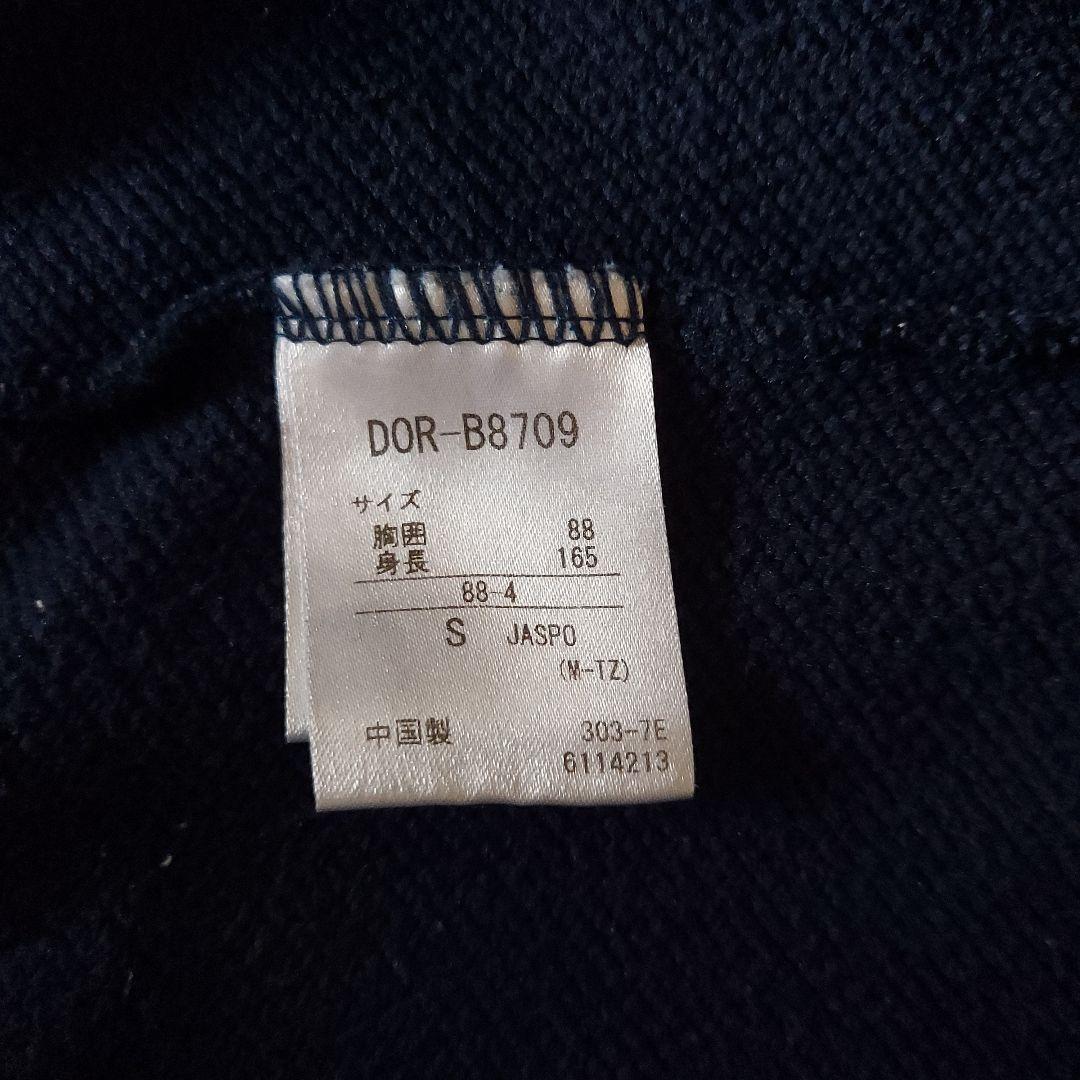 DOR-B8709
サイズ
胸囲 88
身長 165
88-4
S JASPO
(M-TZ)
中国製 303-7E
6114213